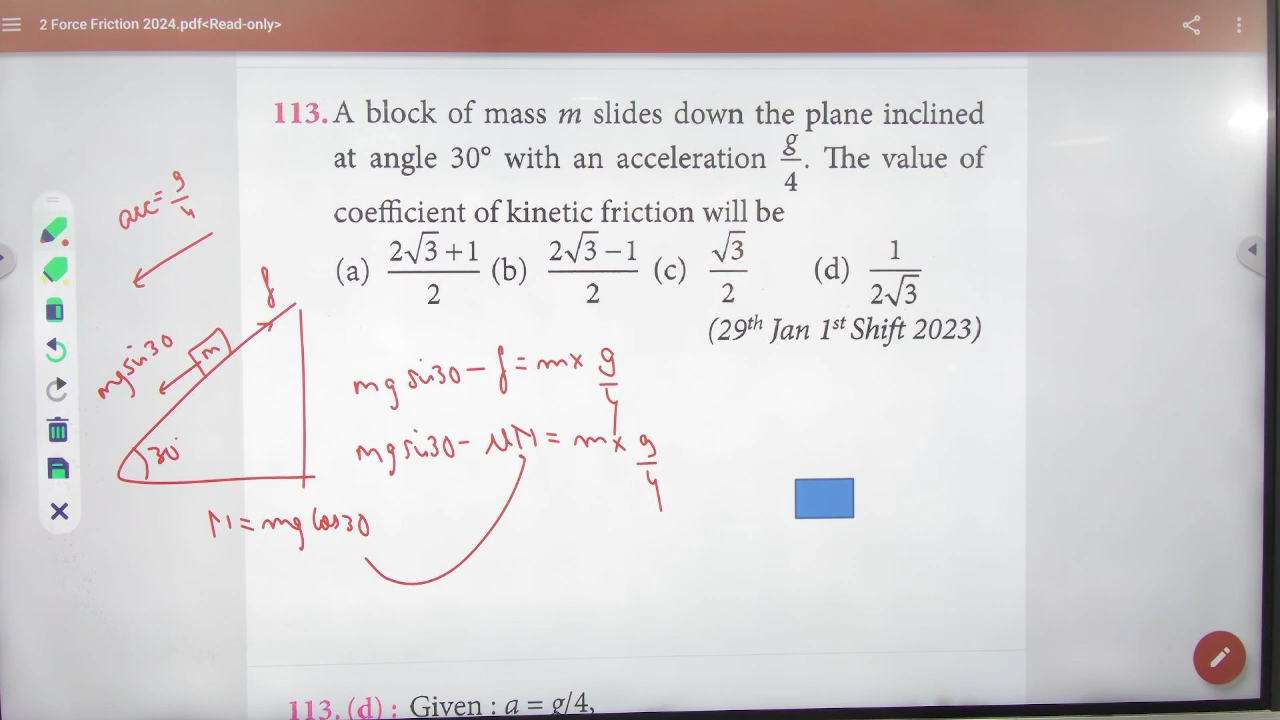 2 Force Friction 2024.pdf<Read-only>
113. A block of mass m slides down the plane inclined
at angle 30° with an acceleration g/4. The value of
coefficient of kinetic friction will be
(a) (2√3+1)/2 (b) (2√3−1)/2 (c) √3/2 (d) 1/(2√3)
(29th Jan 1st Shift 2023)
acc = g/4
f
mg sin30
m
30°
mg sin30 − f = m × g/4
mg sin30 − μN = m × g/4
N = mg cos30
113. (d) : Given : a = g/4,